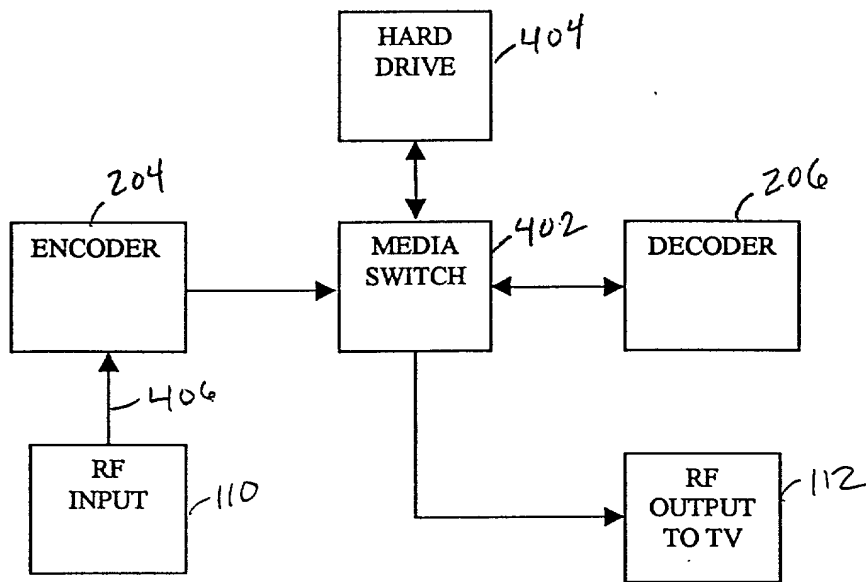 HARD
DRIVE
404
204
ENCODER
MEDIA
SWITCH
402
206
DECODER
406
RF
INPUT
110
RF
OUTPUT
TO TV
112